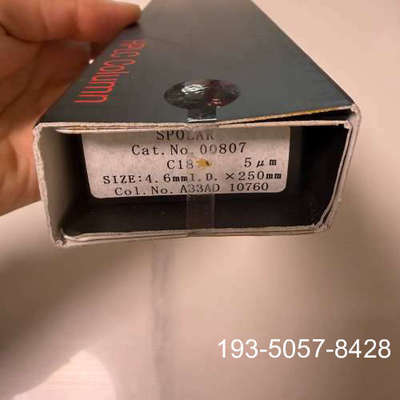 HPLC Column
SPOLAR
Cat.No. 00807
C18 5μm
SIZE:4.6mmI.D. ×250mm
Col.No. A33AD 10760
193-5057-8428